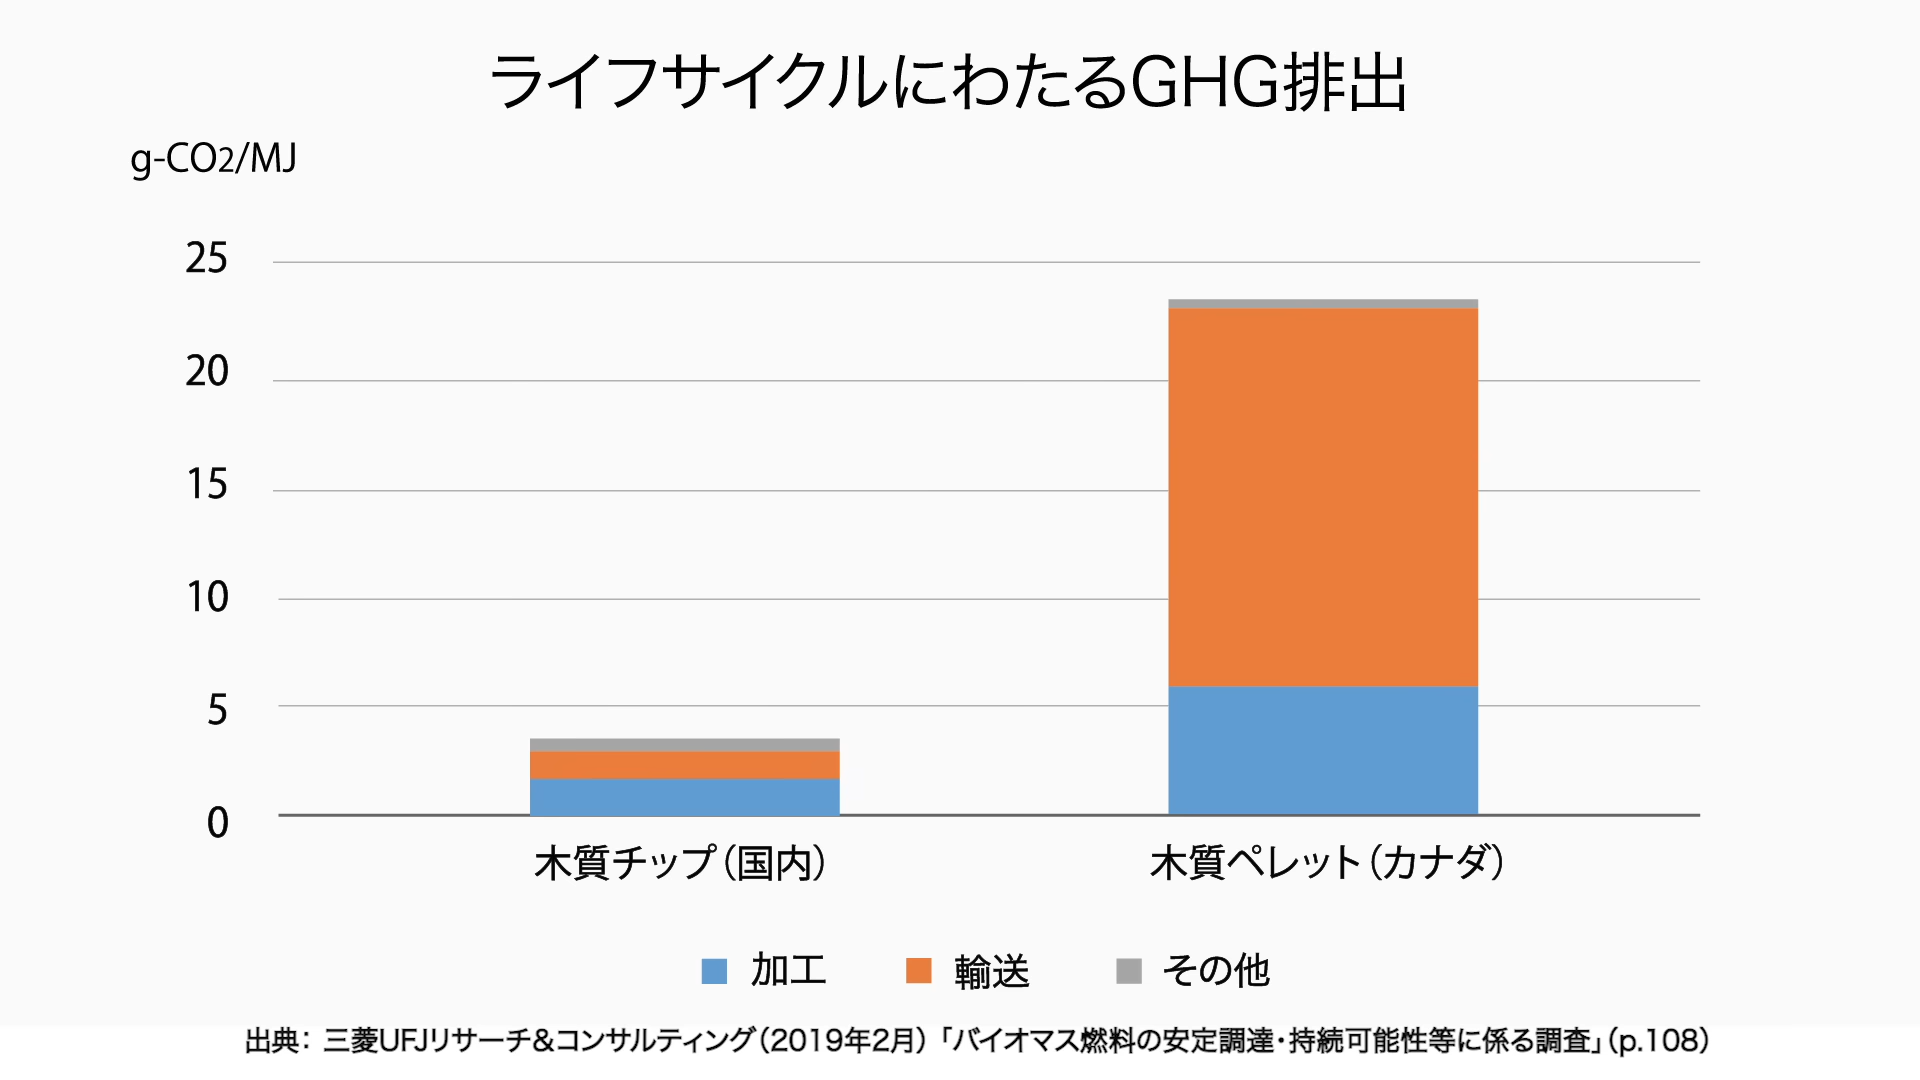 ライフサイクルにわたるGHG排出
g-CO2/MJ
25
20
15
10
5
0
木質チップ（国内） 木質ペレット（カナダ）
加工 輸送 その他
出典： 三菱UFJリサーチ&コンサルティング（2019年2月）「バイオマス燃料の安定調達・持続可能性等に係る調査」（p.108）